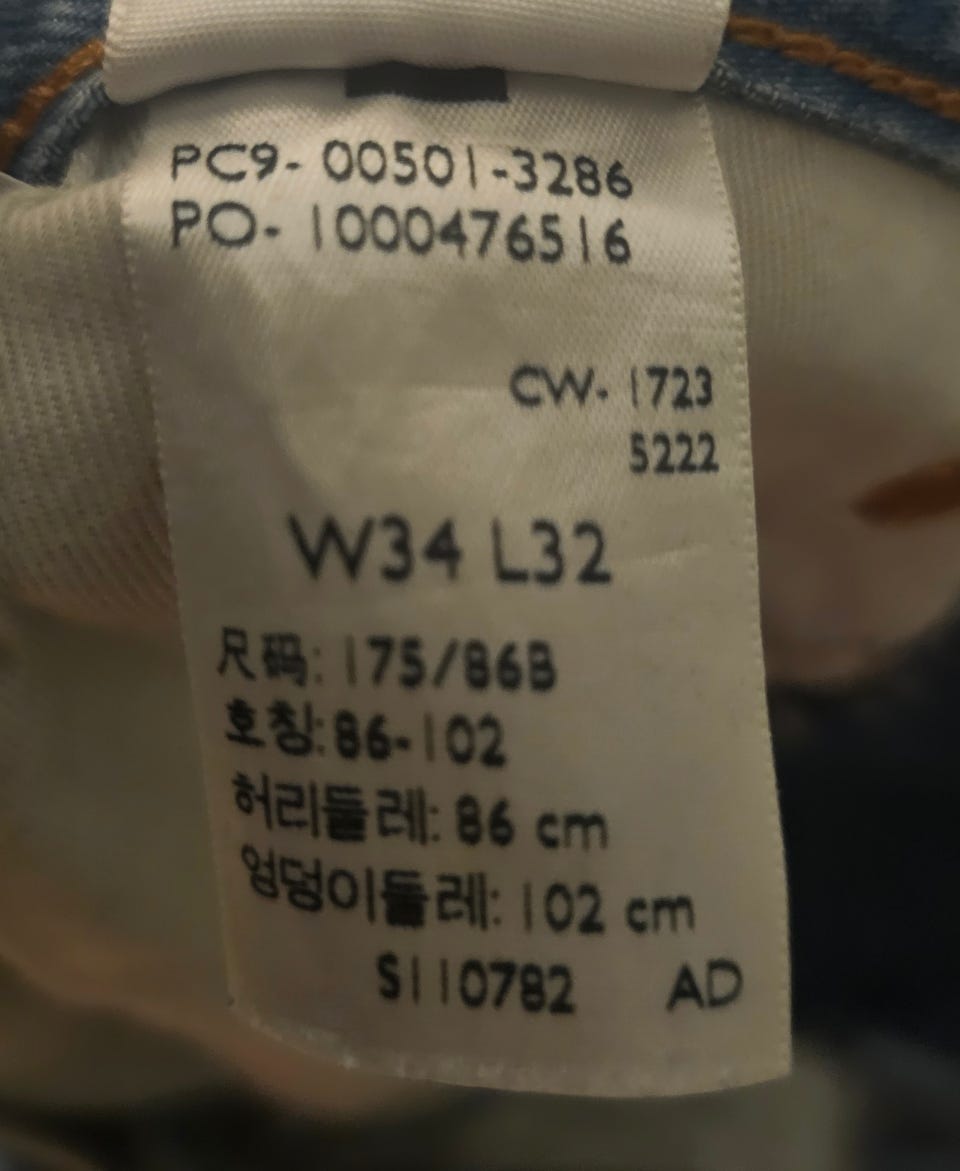 PC9- 00501-3286
PO- 1000476516
CW- 1723
5222
W34 L32
尺码: 175/86B
호칭:86-102
허리둘레: 86 cm
엉덩이둘레: 102 cm
S110782 AD